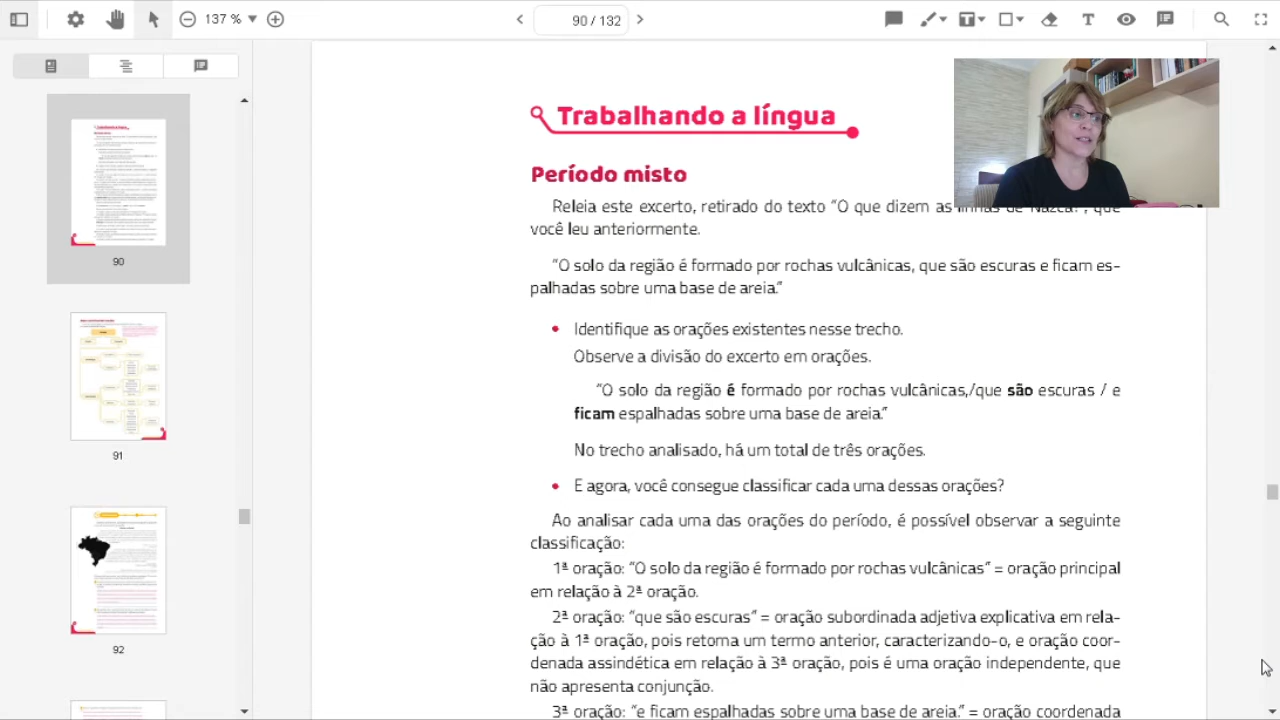 137 %
90 / 132
Trabalhando a língua
Período misto
Releia este excerto, retirado do texto “O que dizem as linhas de Nazca?”, que
você leu anteriormente.
“O solo da região é formado por rochas vulcânicas, que são escuras e ficam es-
palhadas sobre uma base de areia.”
• Identifique as orações existentes nesse trecho.
Observe a divisão do excerto em orações.
“O solo da região é formado por rochas vulcânicas,/que são escuras / e
ficam espalhadas sobre uma base de areia.”
No trecho analisado, há um total de três orações.
• E agora, você consegue classificar cada uma dessas orações?
Ao analisar cada uma das orações do período, é possível observar a seguinte
classificação:
1ª oração: “O solo da região é formado por rochas vulcânicas” = oração principal
em relação à 2ª oração.
2ª oração: “que são escuras” = oração subordinada adjetiva explicativa em rela-
ção à 1ª oração, pois retoma um termo anterior, caracterizando-o, e oração coor-
denada assindética em relação à 3ª oração, pois é uma oração independente, que
não apresenta conjunção.
3ª oração: “e ficam espalhadas sobre uma base de areia.” = oração coordenada
90
91
92